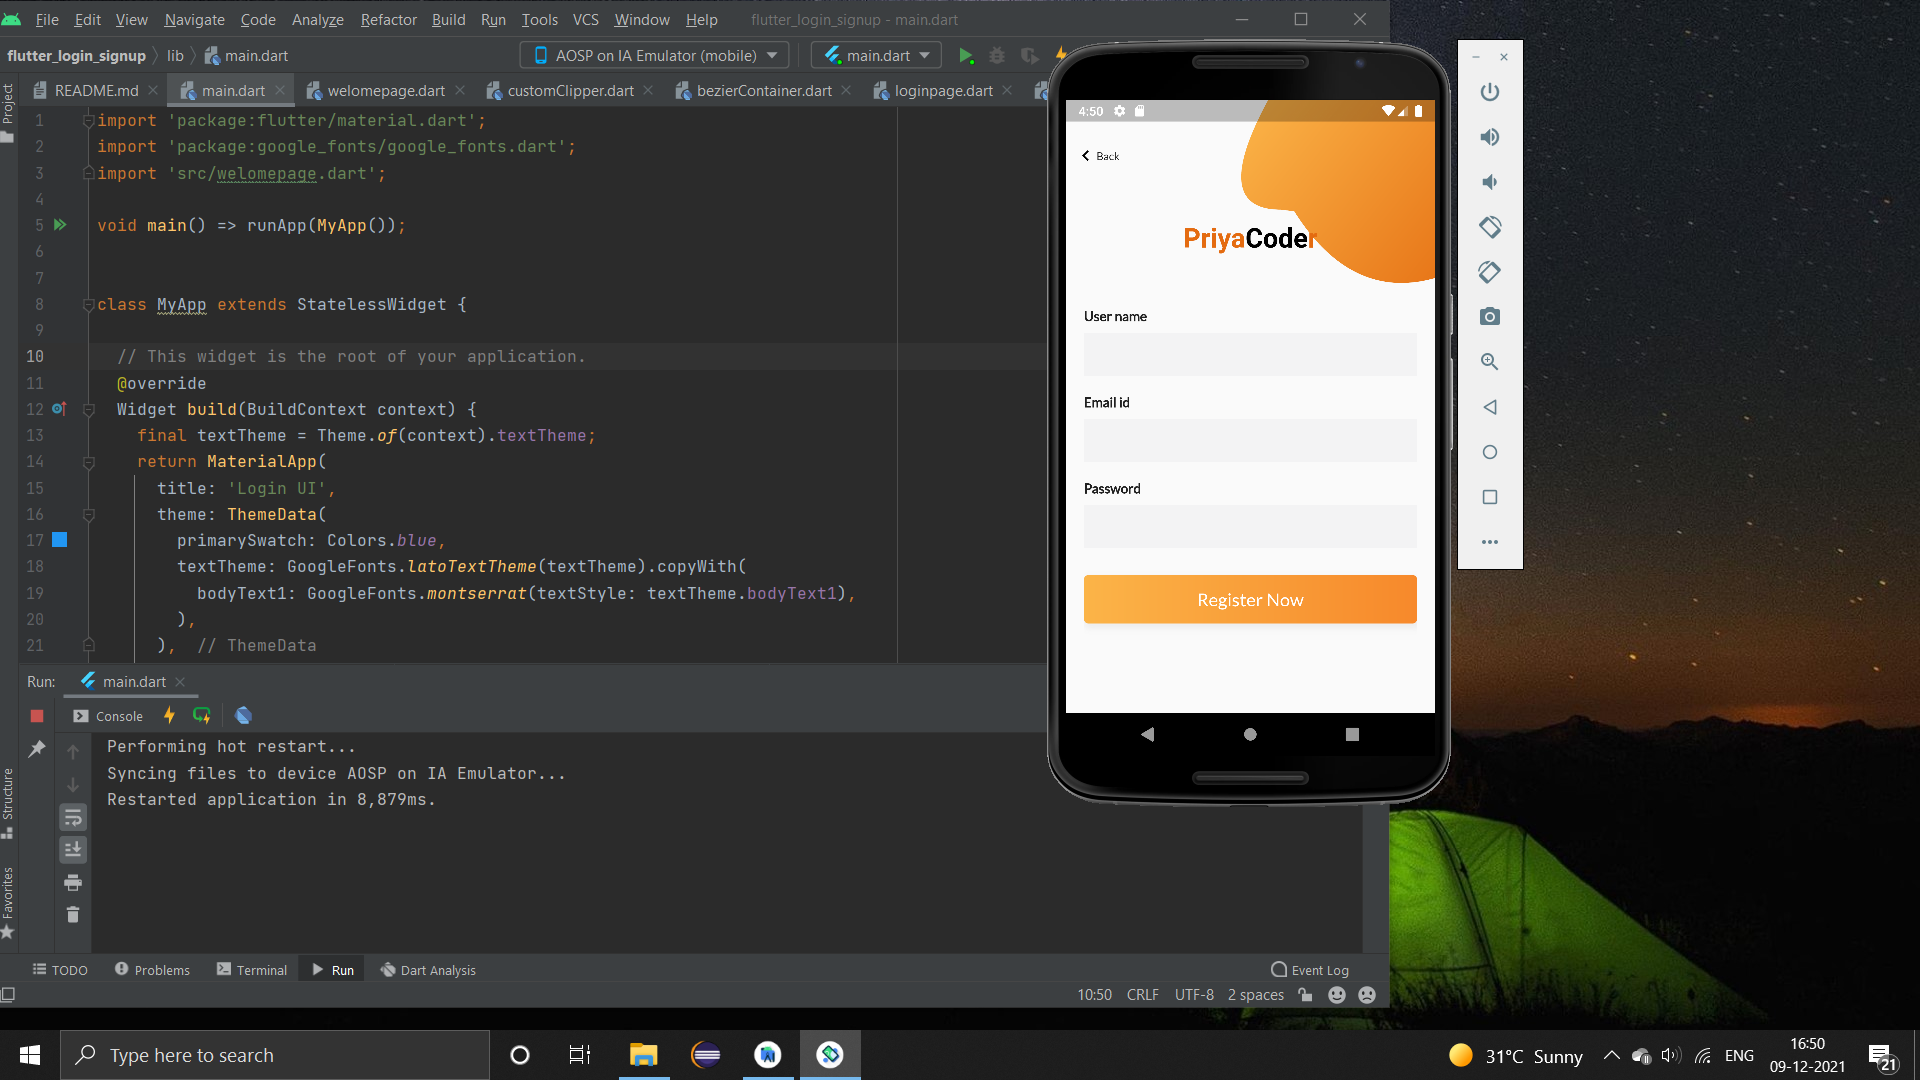 File Edit View Navigate Code Analyze Refactor Build Run Tools VCS Window Help flutter_login_signup - main.dart
flutter_login_signup lib main.dart AOSP on IA Emulator (mobile) main.dart
README.md main.dart welomepage.dart customClipper.dart bezierContainer.dart loginpage.dart
Project
1 import 'package:flutter/material.dart';
2 import 'package:google_fonts/google_fonts.dart';
3 import 'src/welomepage.dart';
4
5 void main() => runApp(MyApp());
6
7
8 class MyApp extends StatelessWidget {
9
10 // This widget is the root of your application.
11 @override
12 Widget build(BuildContext context) {
13 final textTheme = Theme.of(context).textTheme;
14 return MaterialApp(
15 title: 'Login UI',
16 theme: ThemeData(
17 primarySwatch: Colors.blue,
18 textTheme: GoogleFonts.latoTextTheme(textTheme).copyWith(
19 bodyText1: GoogleFonts.montserrat(textStyle: textTheme.bodyText1),
20 ),
21 ), // ThemeData
Run: main.dart
Console
Performing hot restart...
Syncing files to device AOSP on IA Emulator...
Restarted application in 8,879ms.
Structure
Favorites
TODO Problems Terminal Run Dart Analysis Event Log
10:50 CRLF UTF-8 2 spaces
4:50
Back
PriyaCoder
User name
Email id
Password
Register Now
Type here to search
31°C Sunny
ENG
16:50
09-12-2021
21